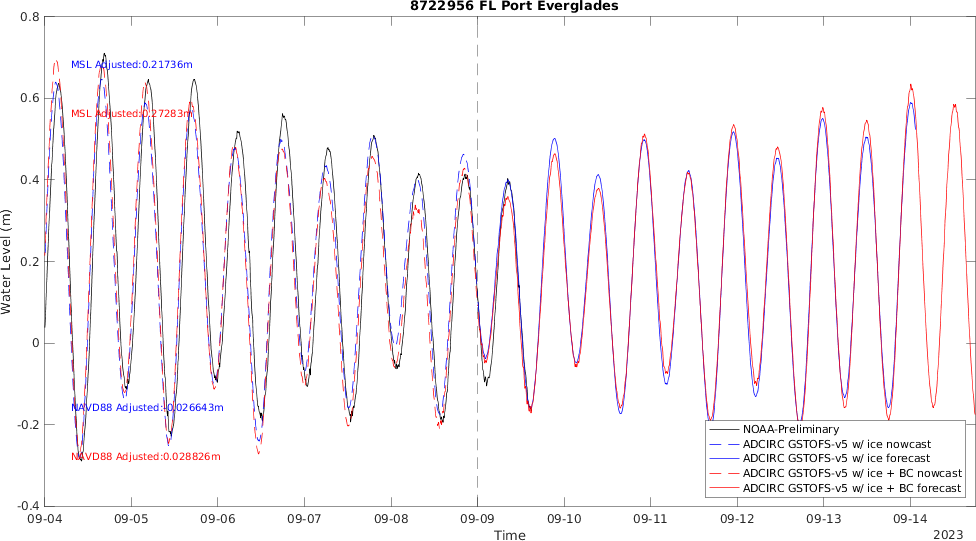 8722956 FL Port Everglades
0.8
0.6
0.4
0.2
0
-0.2
-0.4
Water Level (m)
MSL Adjusted:0.21736m
MSL Adjusted:0.27283m
NAVD88 Adjusted:-0.026643m
NAVD88 Adjusted:0.028826m
NOAA-Preliminary
ADCIRC GSTOFS-v5 w/ ice nowcast
ADCIRC GSTOFS-v5 w/ ice forecast
ADCIRC GSTOFS-v5 w/ ice + BC nowcast
ADCIRC GSTOFS-v5 w/ ice + BC forecast
09-04 09-05 09-06 09-07 09-08 09-09 09-10 09-11 09-12 09-13 09-14
Time
2023